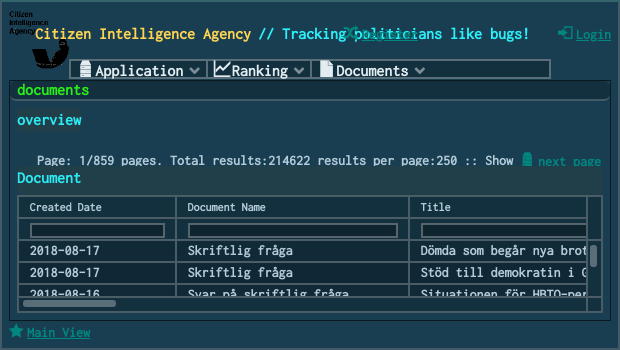 Citizen
Intelligence
Agency
Citizen Intelligence Agency // Tracking politicians like bugs!
Register
Login
Application
Ranking
Documents
documents
overview
Page: 1/859 pages. Total results:214622 results per page:250 :: Show
next page
Document
Created Date Document Name Title
2018-08-17 Skriftlig fråga Dömda som begår nya brot
2018-08-17 Skriftlig fråga Stöd till demokratin i G
2018-08-16 Svar på skriftlig fråga Situationen för HBTQ-per
Main View